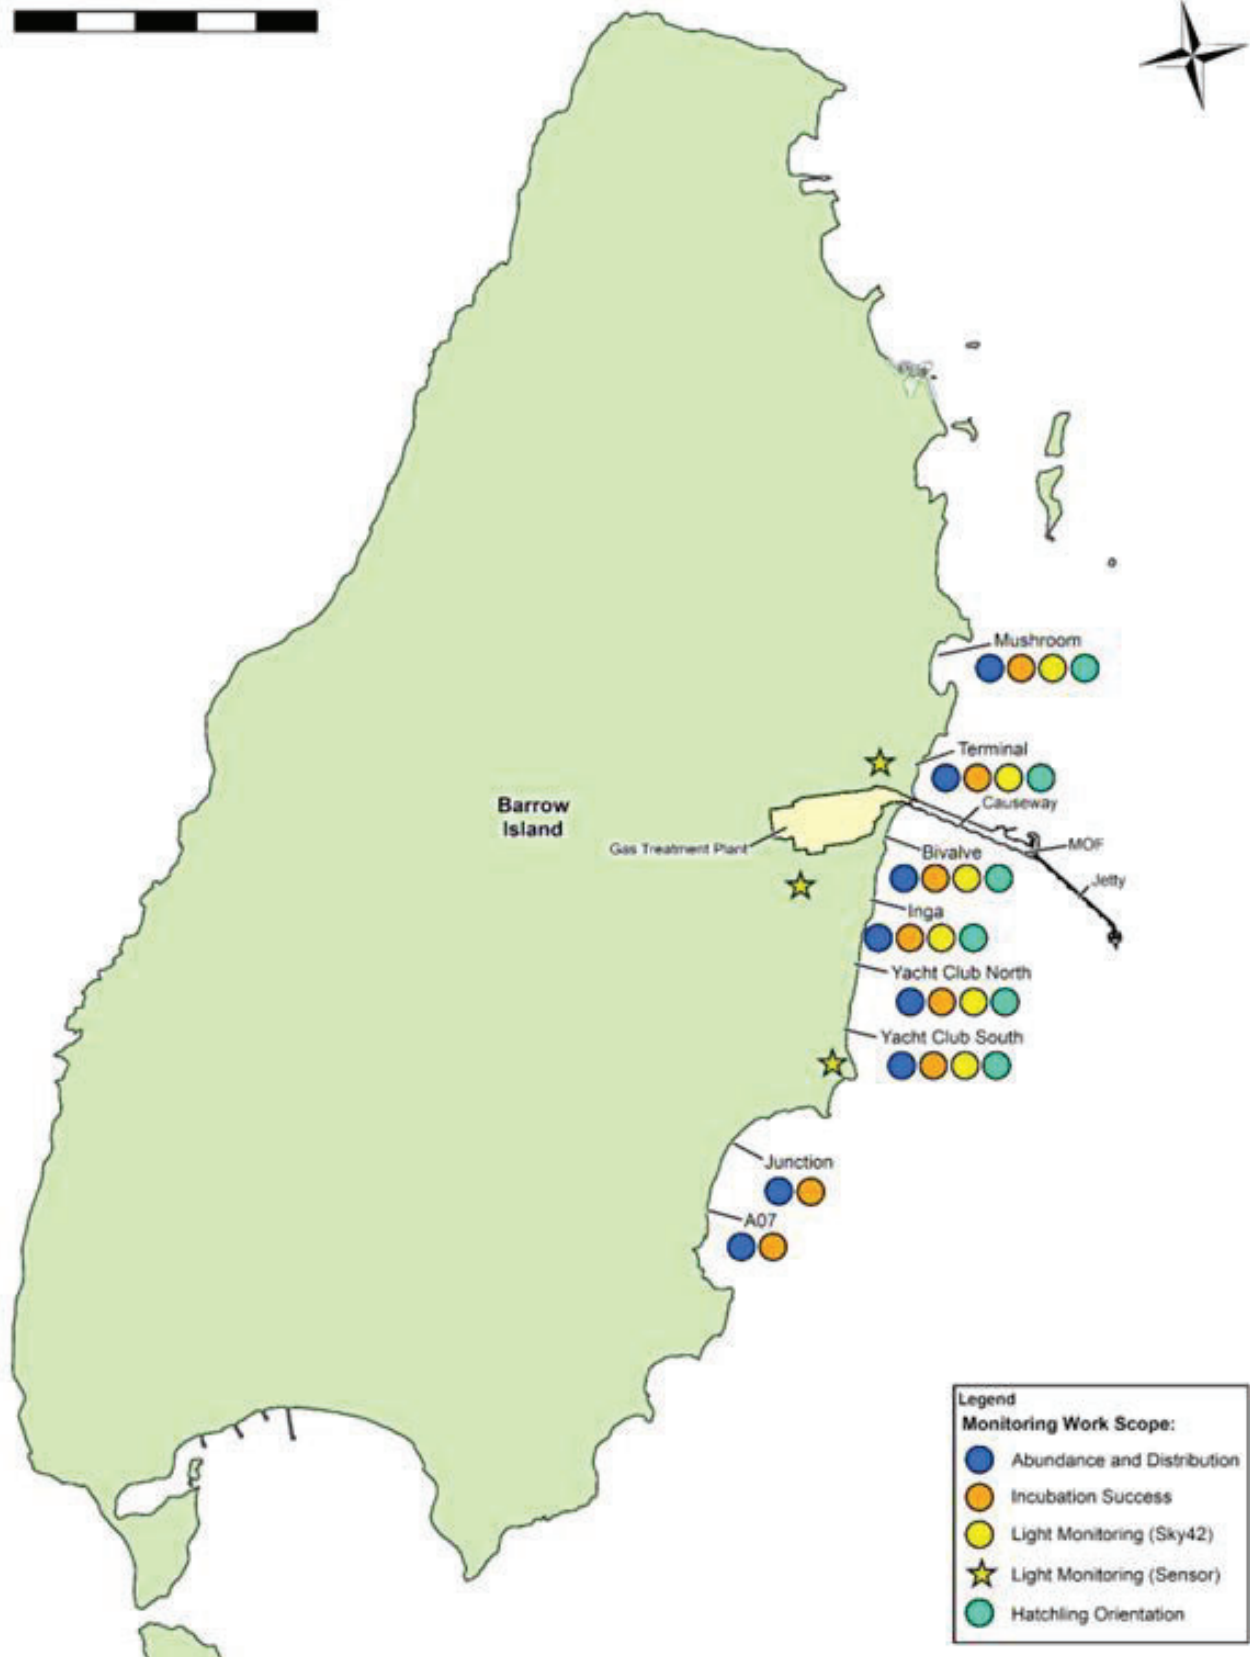 Mushroom
Terminal
Causeway
Barrow
Island
Gas Treatment Plant
MOF
Bivalve
Jetty
Inga
Yacht Club North
Yacht Club South
Junction
A07
Legend
Monitoring Work Scope:
Abundance and Distribution
Incubation Success
Light Monitoring (Sky42)
Light Monitoring (Sensor)
Hatchling Orientation